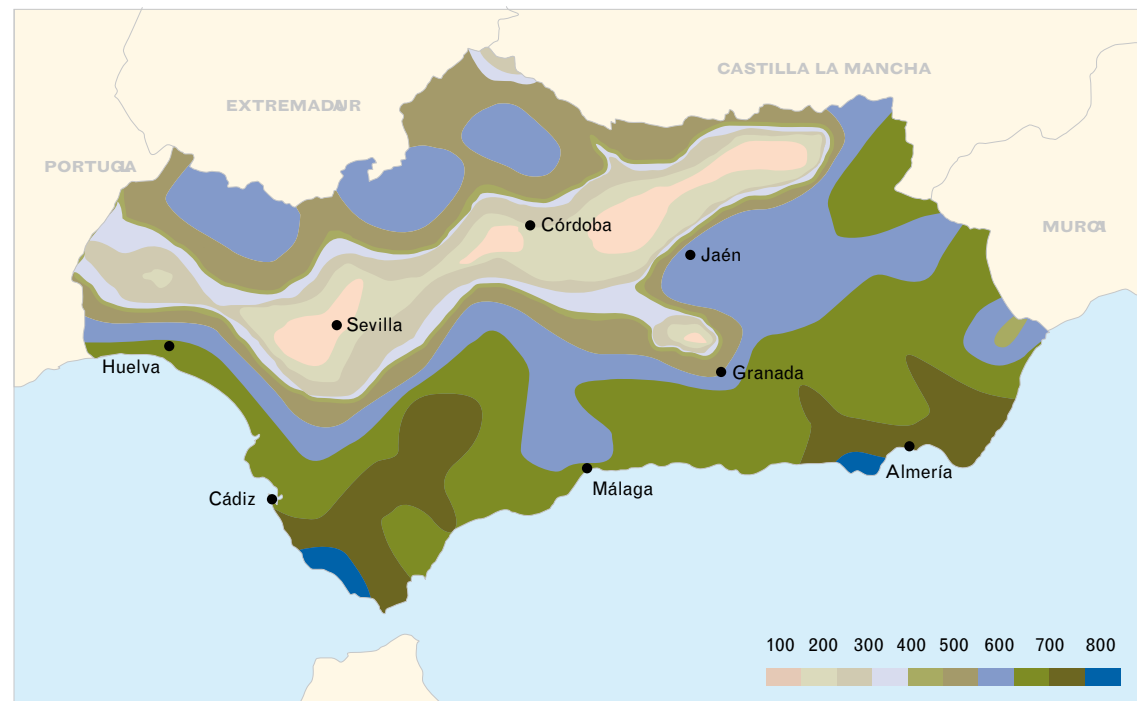 CASTILLA LA MANCHA
EXTREMADUR
PORTUGA
MURCI
Córdoba
Jaén
Sevilla
Huelva
Granada
Almería
Málaga
Cádiz
100 200 300 400 500 600 700 800